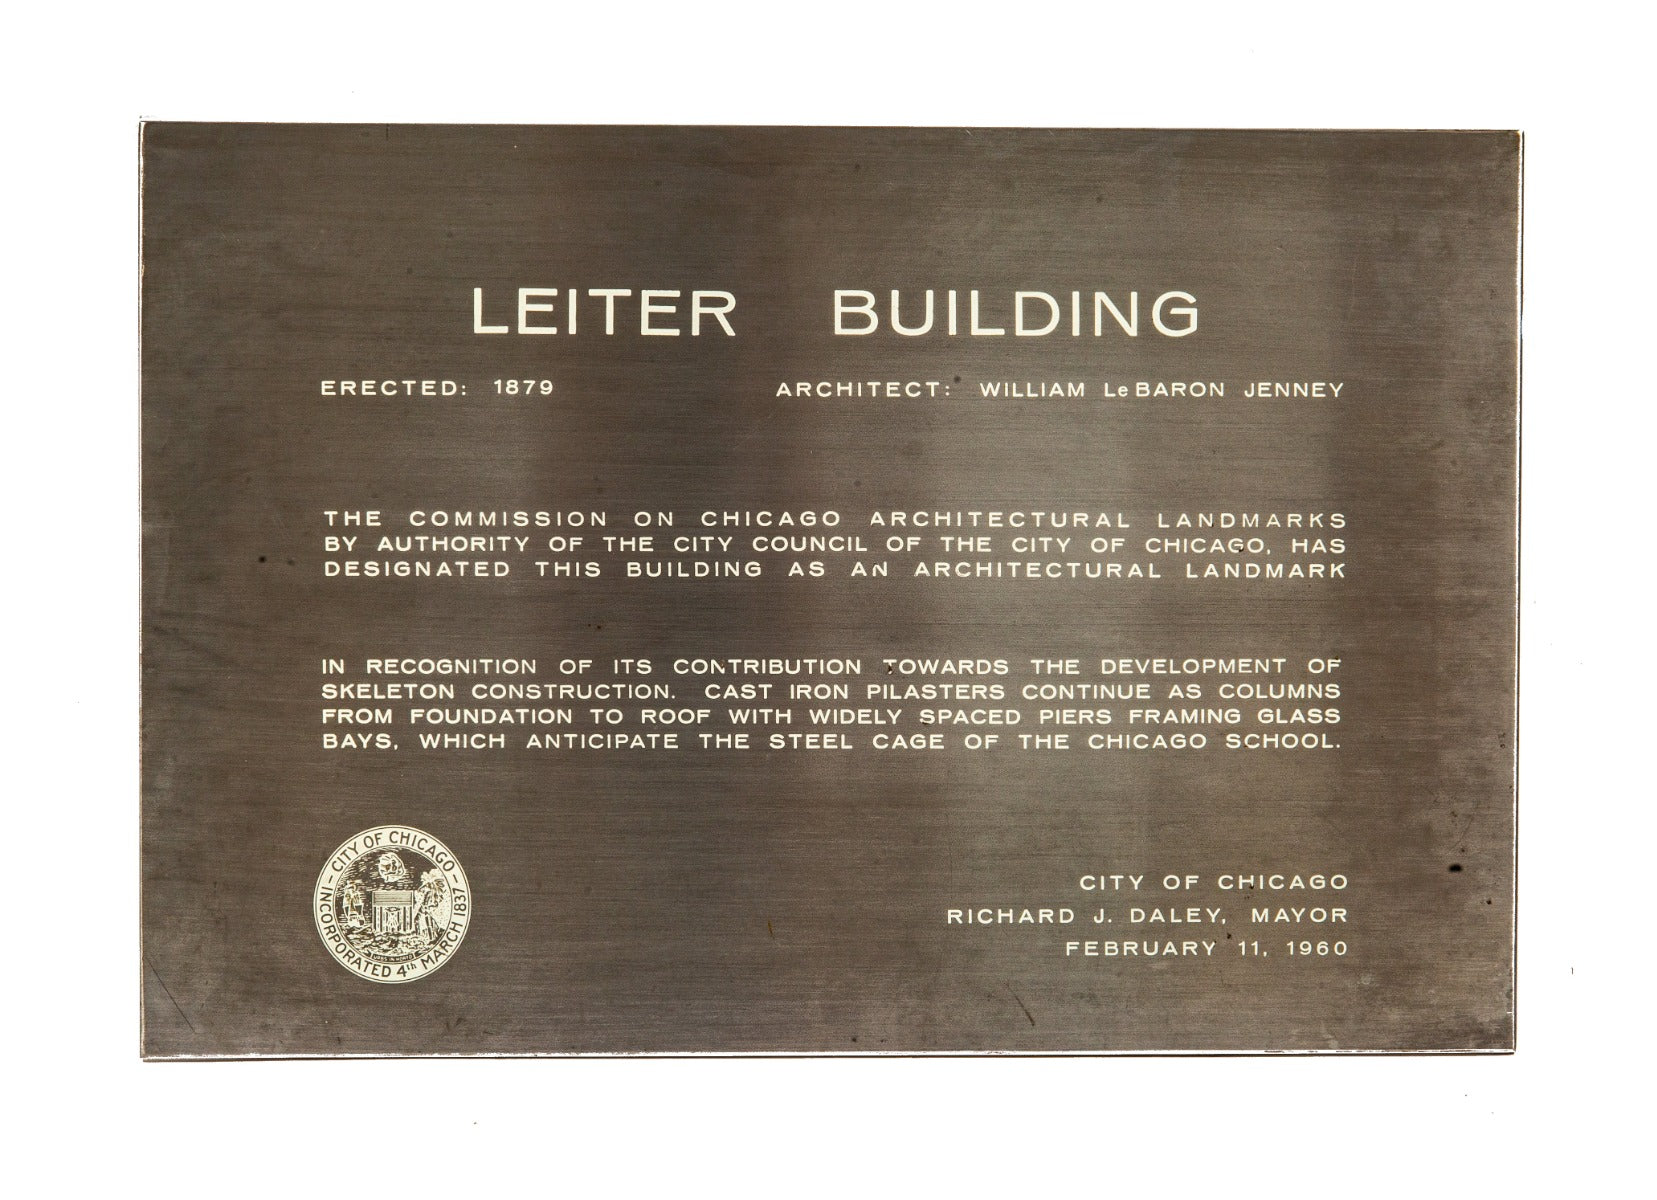 LEITER BUILDING
ERECTED: 1879 ARCHITECT: WILLIAM LeBARON JENNEY
THE COMMISSION ON CHICAGO ARCHITECTURAL LANDMARKS
BY AUTHORITY OF THE CITY COUNCIL OF THE CITY OF CHICAGO, HAS
DESIGNATED THIS BUILDING AS AN ARCHITECTURAL LANDMARK
IN RECOGNITION OF ITS CONTRIBUTION TOWARDS THE DEVELOPMENT OF
SKELETON CONSTRUCTION. CAST IRON PILASTERS CONTINUE AS COLUMNS
FROM FOUNDATION TO ROOF WITH WIDELY SPACED PIERS FRAMING GLASS
BAYS, WHICH ANTICIPATE THE STEEL CAGE OF THE CHICAGO SCHOOL.
– CITY OF CHICAGO –
INCORPORATED 4th MARCH 1837
URBS IN HORTO
CITY OF CHICAGO
RICHARD J. DALEY, MAYOR
FEBRUARY 11, 1960